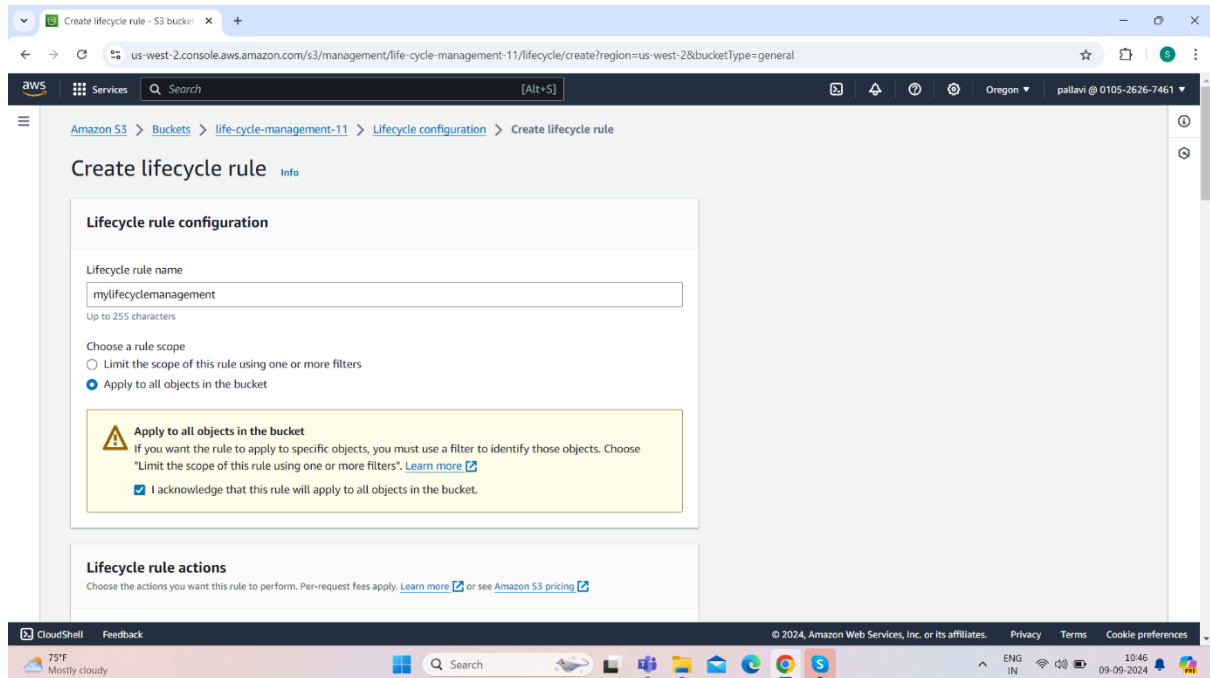 Create lifecycle rule - S3 bucket
us-west-2.console.aws.amazon.com/s3/management/life-cycle-management-11/lifecycle/create?region=us-west-2&bucketType=general
S
aws
Services
Search
[Alt+S]
Oregon
pallavi @ 0105-2626-7461
Amazon S3 > Buckets > life-cycle-management-11 > Lifecycle configuration > Create lifecycle rule
Create lifecycle rule Info
Lifecycle rule configuration
Lifecycle rule name
mylifecyclemanagement
Up to 255 characters
Choose a rule scope
Limit the scope of this rule using one or more filters
Apply to all objects in the bucket
Apply to all objects in the bucket
If you want the rule to apply to specific objects, you must use a filter to identify those objects. Choose
"Limit the scope of this rule using one or more filters". Learn more
I acknowledge that this rule will apply to all objects in the bucket.
Lifecycle rule actions
Choose the actions you want this rule to perform. Per-request fees apply. Learn more or see Amazon S3 pricing
CloudShell Feedback © 2024, Amazon Web Services, Inc. or its affiliates. Privacy Terms Cookie preferences
75°F
Mostly cloudy
Search
S
ENG
IN
10:46
09-09-2024
PRE